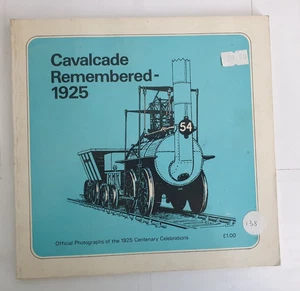 Cavalcade
Remembered-
1925
54
Official Photographs of the 1925 Centenary Celebrations
£1.00